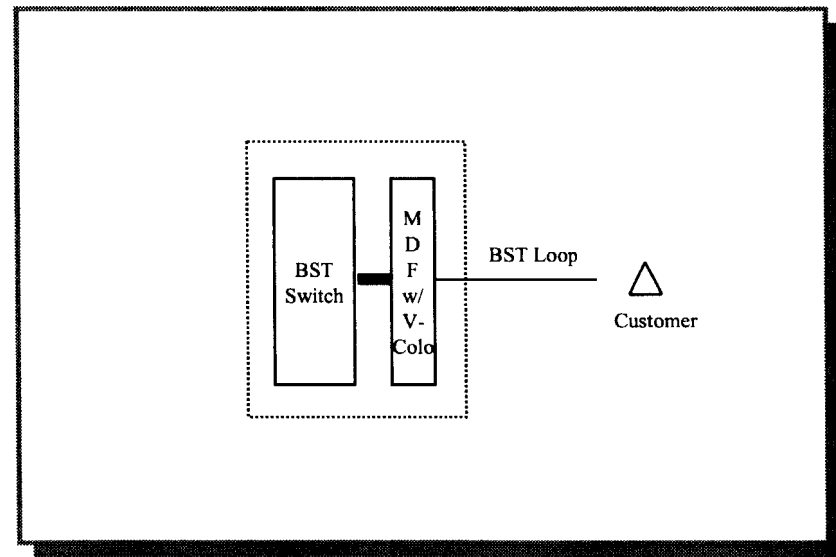 BST
Switch
M
D
F
w/
V-
Colo
BST Loop
Customer